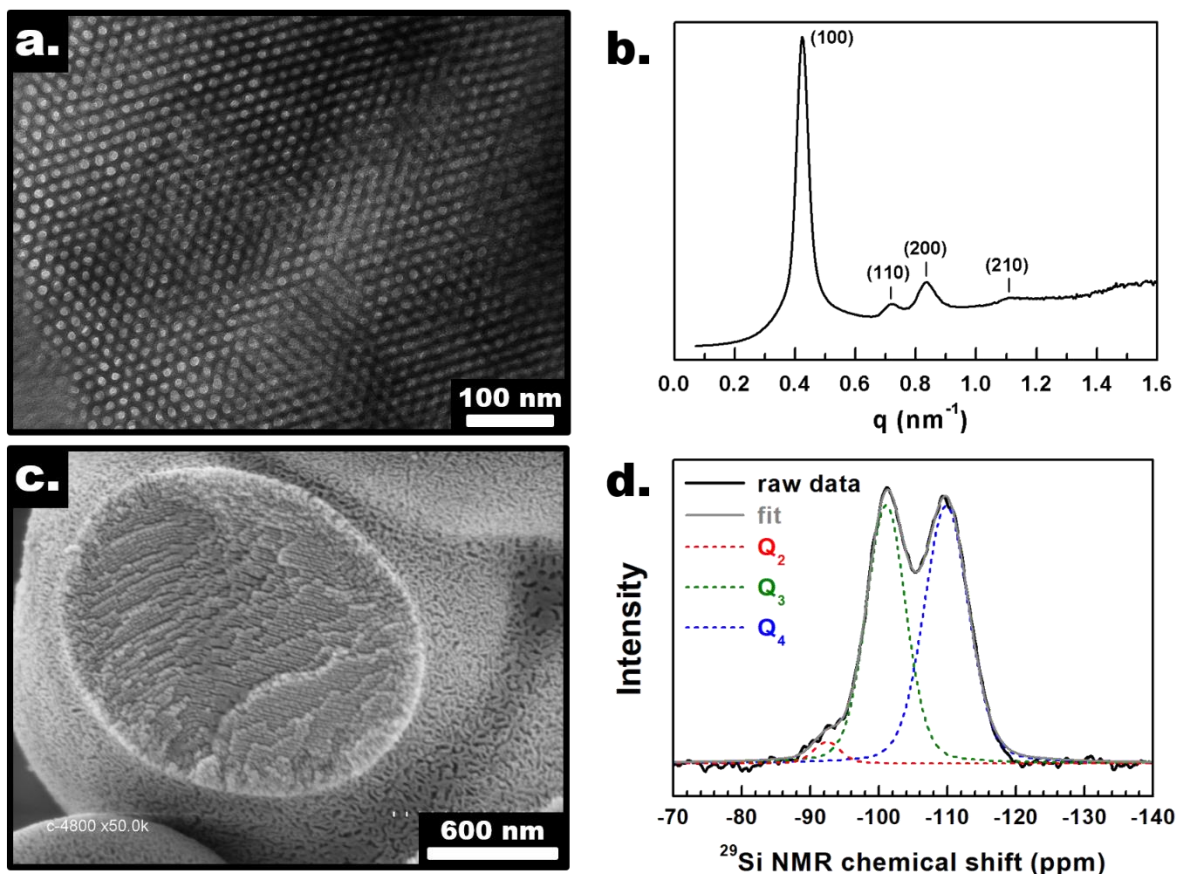 a.
100 nm
b.
(100)
(110)
(200)
(210)
0.0 0.2 0.4 0.6 0.8 1.0 1.2 1.4 1.6
q (nm⁻¹)
c.
c-4800 x50.0k
600 nm
d.
raw data
fit
Q₂
Q₃
Q₄
Intensity
-70 -80 -90 -100 -110 -120 -130 -140
²⁹Si NMR chemical shift (ppm)